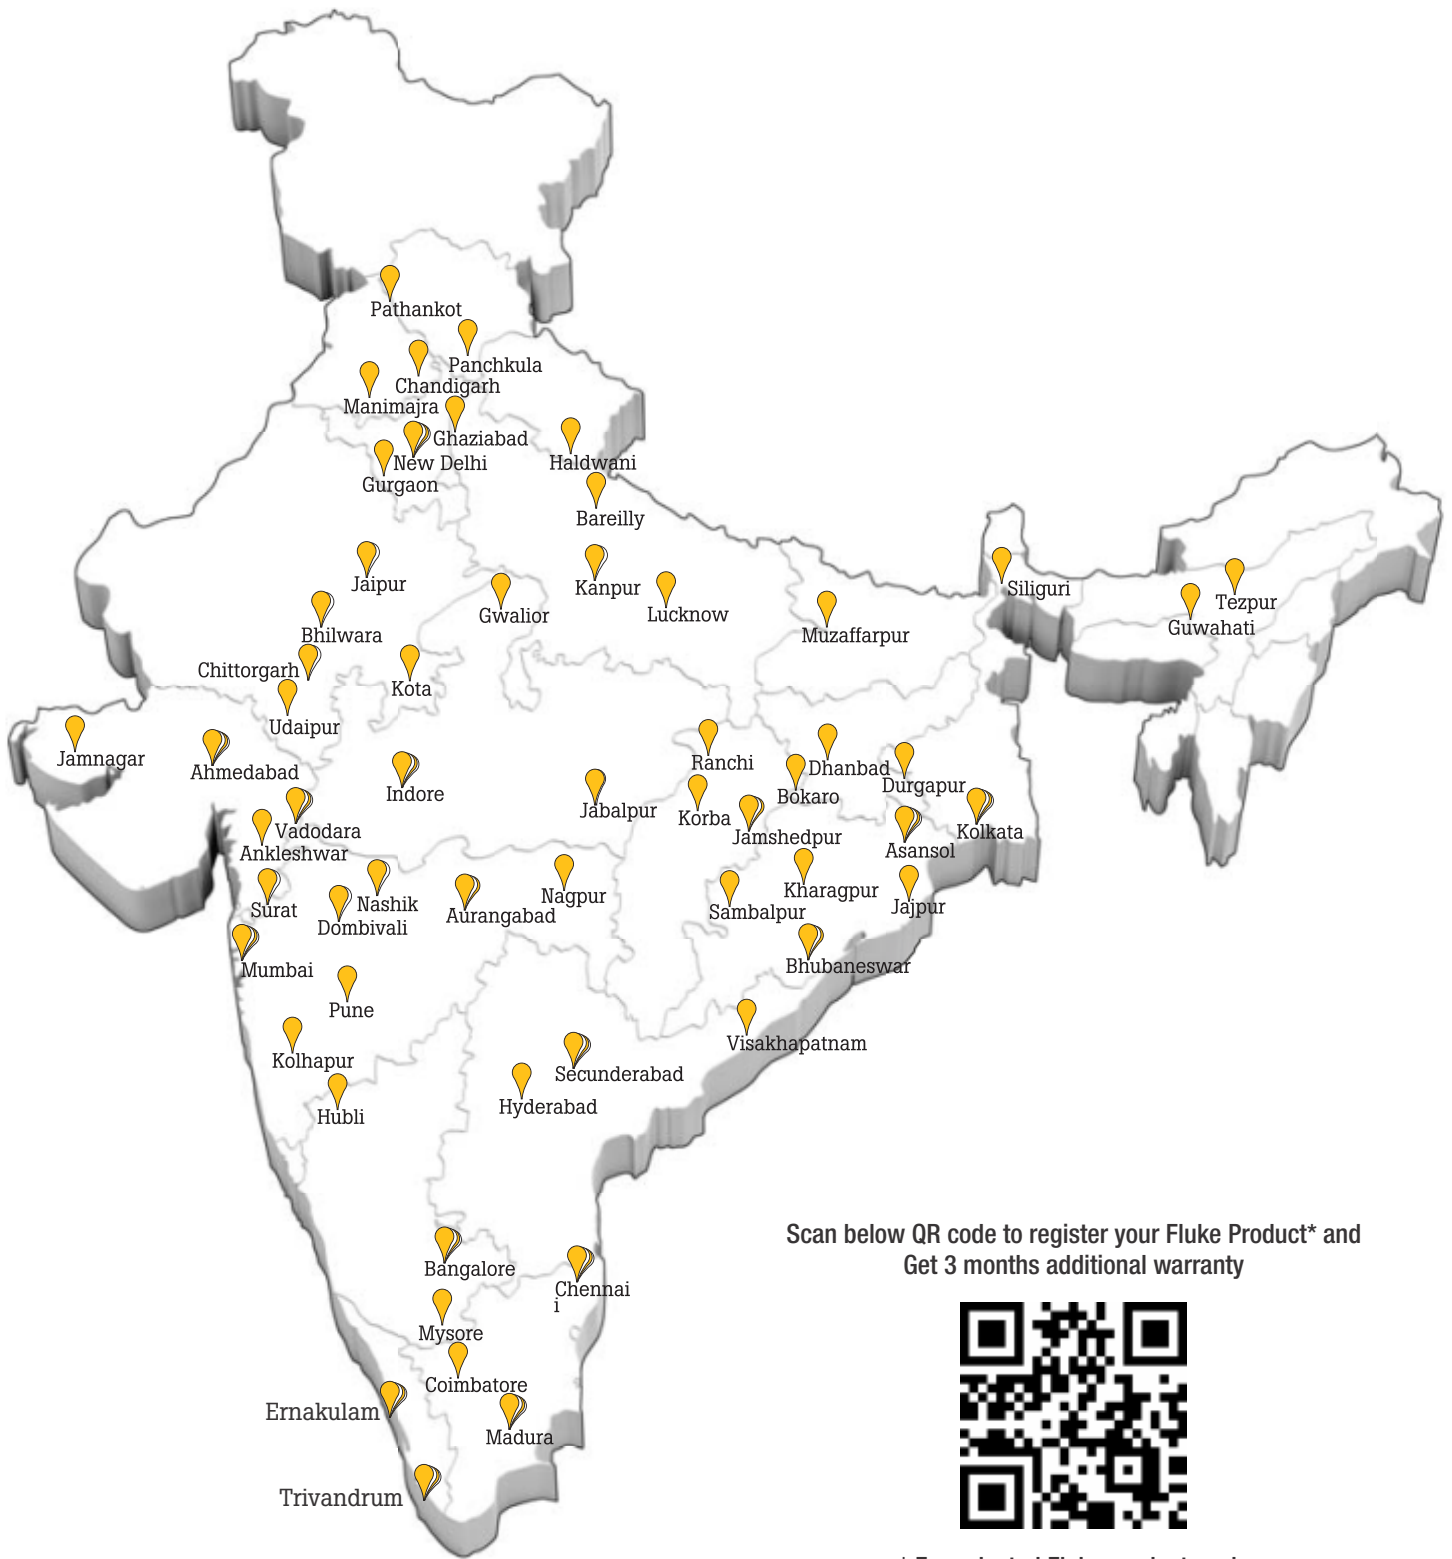 Pathankot
Panchkula
Chandigarh
Manimajra
Ghaziabad
New Delhi
Haldwani
Gurgaon
Bareilly
Jaipur
Kanpur
Siliguri
Tezpur
Gwalior
Lucknow
Guwahati
Bhilwara
Muzaffarpur
Chittorgarh
Kota
Udaipur
Jamnagar
Ahmedabad
Ranchi
Dhanbad
Durgapur
Indore
Bokaro
Jabalpur
Korba
Vadodara
Jamshedpur
Kolkata
Ankleshwar
Asansol
Kharagpur
Nagpur
Nashik
Jajpur
Surat
Aurangabad
Sambalpur
Dombivali
Bhubaneswar
Mumbai
Pune
Visakhapatnam
Kolhapur
Secunderabad
Hyderabad
Hubli
Scan below QR code to register your Fluke Product* and
Get 3 months additional warranty
Bangalore
Chennai
i
Mysore
Coimbatore
Ernakulam
Madura
Trivandrum